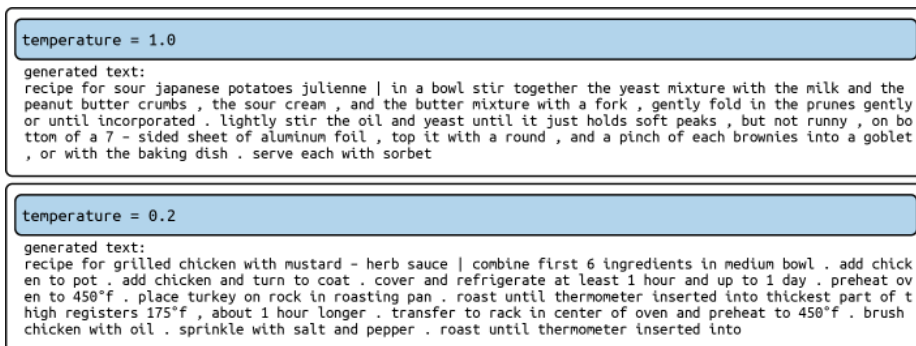 temperature = 1.0
generated text:
recipe for sour japanese potatoes julienne | in a bowl stir together the yeast mixture with the milk and the
peanut butter crumbs , the sour cream , and the butter mixture with a fork , gently fold in the prunes gently
or until incorporated . lightly stir the oil and yeast until it just holds soft peaks , but not runny , on bo
ttom of a 7 - sided sheet of aluminum foil , top it with a round , and a pinch of each brownies into a goblet
, or with the baking dish . serve each with sorbet
temperature = 0.2
generated text:
recipe for grilled chicken with mustard - herb sauce | combine first 6 ingredients in medium bowl . add chick
en to pot . add chicken and turn to coat . cover and refrigerate at least 1 hour and up to 1 day . preheat ov
en to 450°f . place turkey on rock in roasting pan . roast until thermometer inserted into thickest part of t
high registers 175°f , about 1 hour longer . transfer to rack in center of oven and preheat to 450°f . brush
chicken with oil . sprinkle with salt and pepper . roast until thermometer inserted into